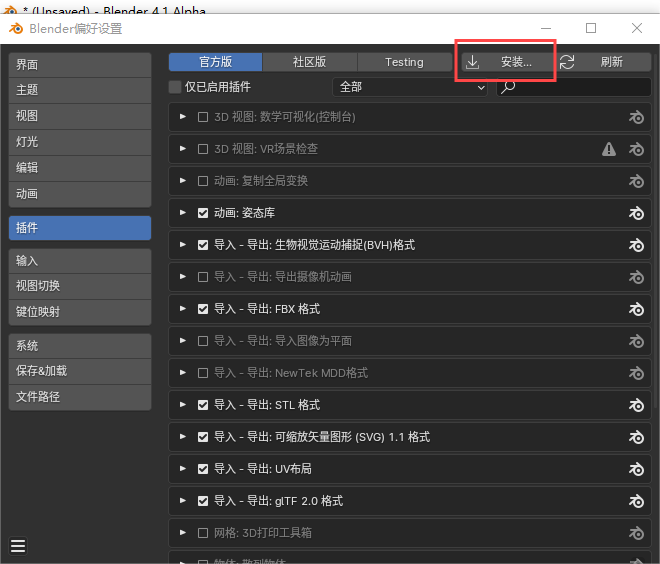 * (Unsaved) - Blender 4.1 Alpha
Blender偏好设置
界面
主题
视图
灯光
编辑
动画
插件
输入
视图切换
键位映射
系统
保存&加载
文件路径
官方版 社区版 Testing 安装... 刷新
仅已启用插件 全部
3D 视图: 数学可视化(控制台)
3D 视图: VR场景检查
动画: 复制全局变换
动画: 姿态库
导入 - 导出: 生物视觉运动捕捉(BVH)格式
导入 - 导出: 导出摄像机动画
导入 - 导出: FBX 格式
导入 - 导出: 导入图像为平面
导入 - 导出: NewTek MDD格式
导入 - 导出: STL 格式
导入 - 导出: 可缩放矢量图形 (SVG) 1.1 格式
导入 - 导出: UV布局
导入 - 导出: glTF 2.0 格式
网格: 3D打印工具箱
物体: 散列物体